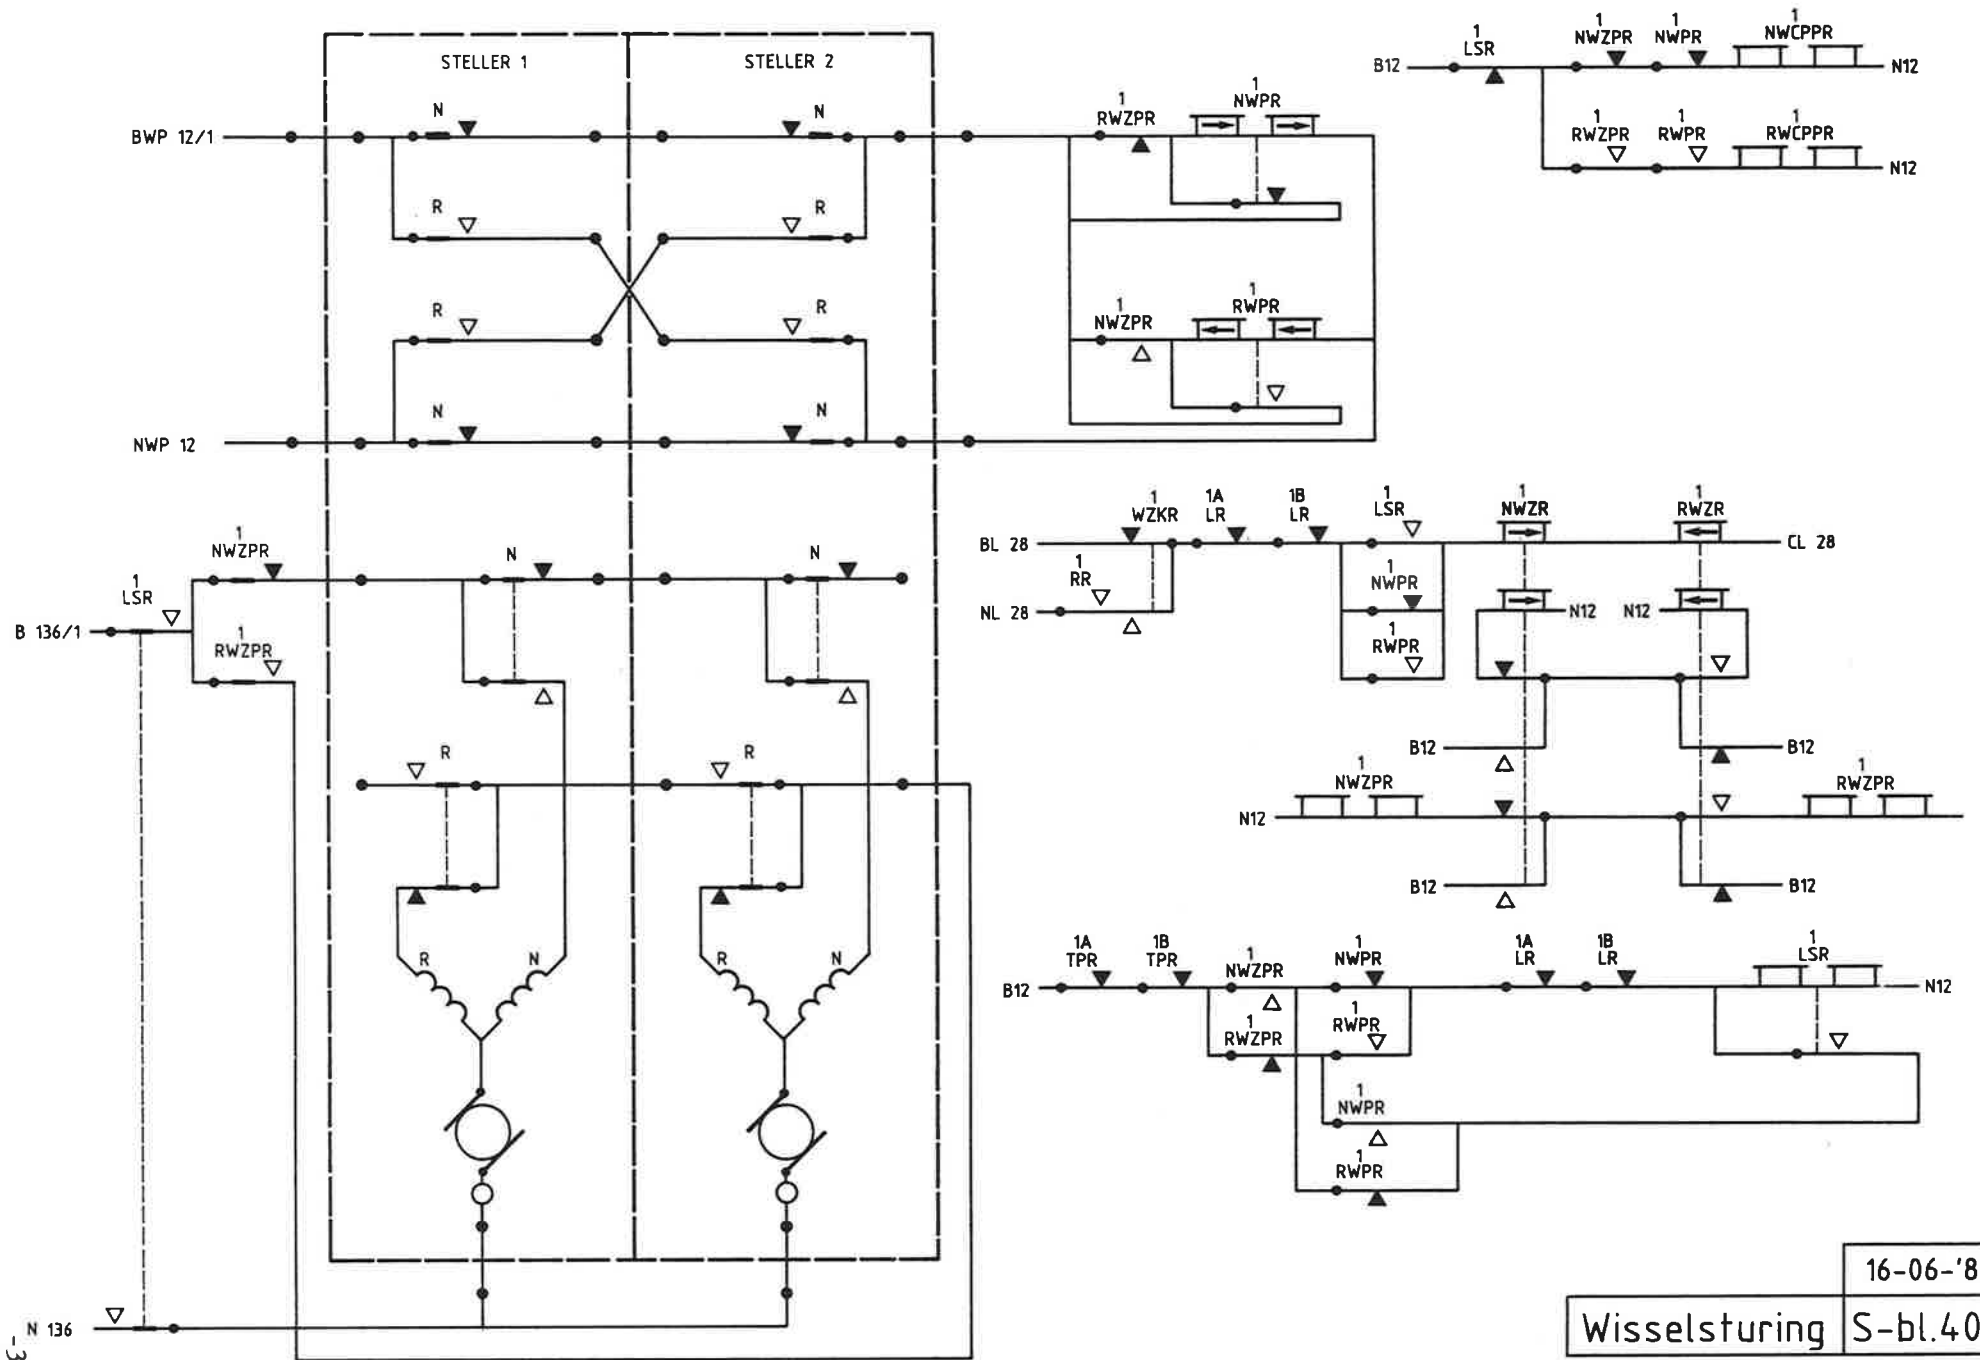 STELLER 1
STELLER 2
BWP 12/1
N
N
R
R
R
R
NWP 12
N
N
1
RWZPR
1
NWPR
1
NWZPR
1
RWPR
B12
1
LSR
1
NWZPR
1
NWPR
1
NWCPPR
N12
1
RWZPR
1
RWPR
1
RWCPPR
N12
B 136/1
1
LSR
1
NWZPR
1
RWZPR
N
N
R
R
R
N
R
N
N 136
-3
BL 28
1
WZKR
1A
LR
1B
LR
1
LSR
1
NWZR
1
RWZR
CL 28
NL 28
1
RR
1
NWPR
1
RWPR
N12
N12
B12
B12
N12
1
NWZPR
1
RWZPR
B12
B12
B12
1A
TPR
1B
TPR
1
NWZPR
1
NWPR
1A
LR
1B
LR
1
LSR
N12
1
RWZPR
1
RWPR
1
NWPR
1
RWPR
16-06-'8
Wisselsturing
S-bl.40